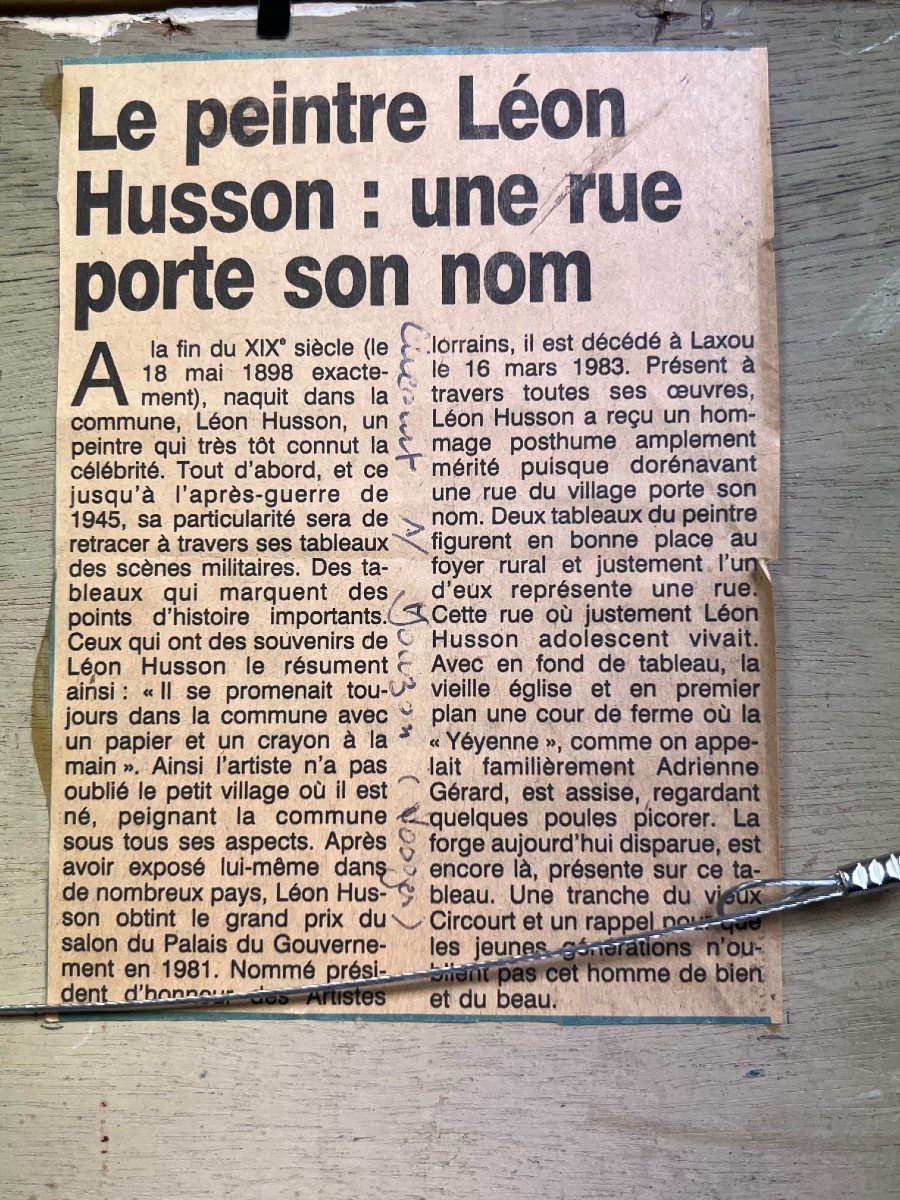 Le peintre Léon
Husson : une rue
porte son nom
A la fin du XIXe siècle (le
18 mai 1898 exacte-
ment), naquit dans la
commune, Léon Husson, un
peintre qui très tôt connut la
célébrité. Tout d'abord, et ce
jusqu'à l'après-guerre de
1945, sa particularité sera de
retracer à travers ses tableaux
des scènes militaires. Des ta-
bleaux qui marquent des
points d'histoire importants.
Ceux qui ont des souvenirs de
Léon Husson le résument
ainsi : « Il se promenait tou-
jours dans la commune avec
un papier et un crayon à la
main ». Ainsi l'artiste n'a pas
oublié le petit village où il est
né, peignant la commune
sous tous ses aspects. Après
avoir exposé lui-même dans
de nombreux pays, Léon Hus-
son obtint le grand prix du
salon du Palais du Gouverne-
ment en 1981. Nommé prési-
dent d'honneur des Artistes
lorrains, il est décédé à Laxou
le 16 mars 1983. Présent à
travers toutes ses œuvres,
Léon Husson a reçu un hom-
mage posthume amplement
mérité puisque dorénavant
une rue du village porte son
nom. Deux tableaux du peintre
figurent en bonne place au
foyer rural et justement l'un
d'eux représente une rue.
Cette rue où justement Léon
Husson adolescent vivait.
Avec en fond de tableau, la
vieille église et en premier
plan une cour de ferme où la
« Yéyenne », comme on appe-
lait familièrement Adrienne
Gérard, est assise, regardant
quelques poules picorer. La
forge aujourd'hui disparue, est
encore là, présente sur ce ta-
bleau. Une tranche du vieux
Circourt et un rappel pour que
les jeunes générations n'ou-
blient pas cet homme de bien
et du beau.
Circourt s/ Mouzon (Vosges)